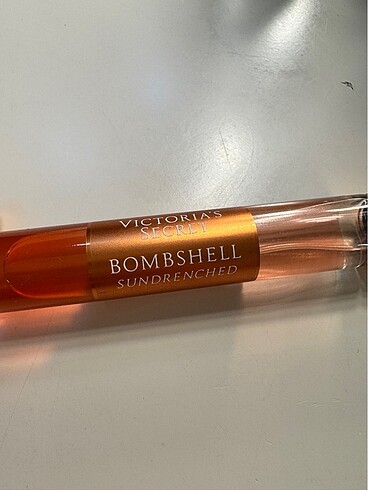 VICTORIA'S
SECRET
BOMBSHELL
SUNDRENCHED